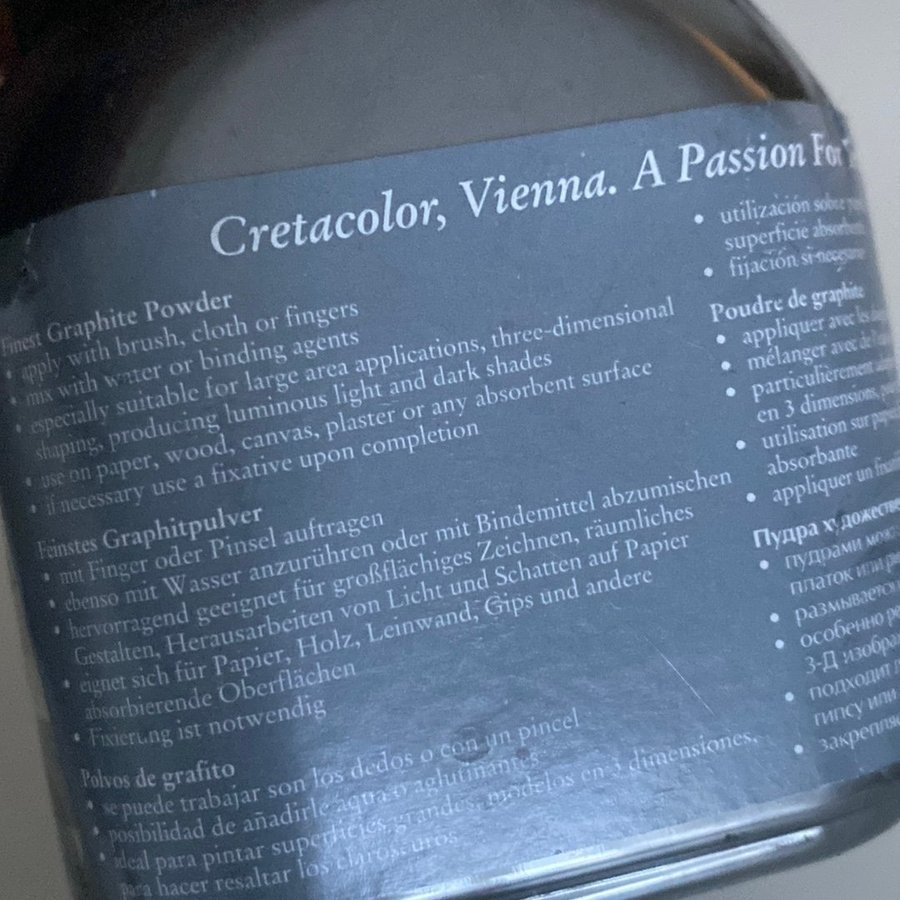 Cretacolor, Vienna. A Passion For
Finest Graphite Powder
• apply with brush, cloth or fingers
• mix with water or binding agents
• especially suitable for large area applications, three-dimensional
shaping, producing luminous light and dark shades
• use on paper, wood, canvas, plaster or any absorbent surface
• if necessary use a fixative upon completion
Feinstes Graphitpulver
• mit Finger oder Pinsel auftragen
• ebenso mit Wasser anzurühren oder mit Bindemittel abzumischen
• hervorragend geeignet für großflächiges Zeichnen, räumliches
Gestalten, Herausarbeiten von Licht und Schatten auf Papier
• eignet sich für Papier, Holz, Leinwand, Gips und andere
absorbierende Oberflächen
• Fixierung ist notwendig
Polvos de grafito
• se puede trabajar son los dedos o con un pincel
• posibilidad de añadirle aqua o aglutinantes
• ideal para pintar superficies grandes, modelos en 3 dimensiones,
para hacer resaltar los claroscuros
• utilización sobre
superficie
• fijación si
Poudre de graphite
• appliquer avec les
• mélanger avec de
• particulièrement
en 3 dimensions,
• utilisation sur
absorbante
• appliquer un
Пудра
• пудрами
платок или
•
• особенно
3-Д
• подходит
гипсу или
•